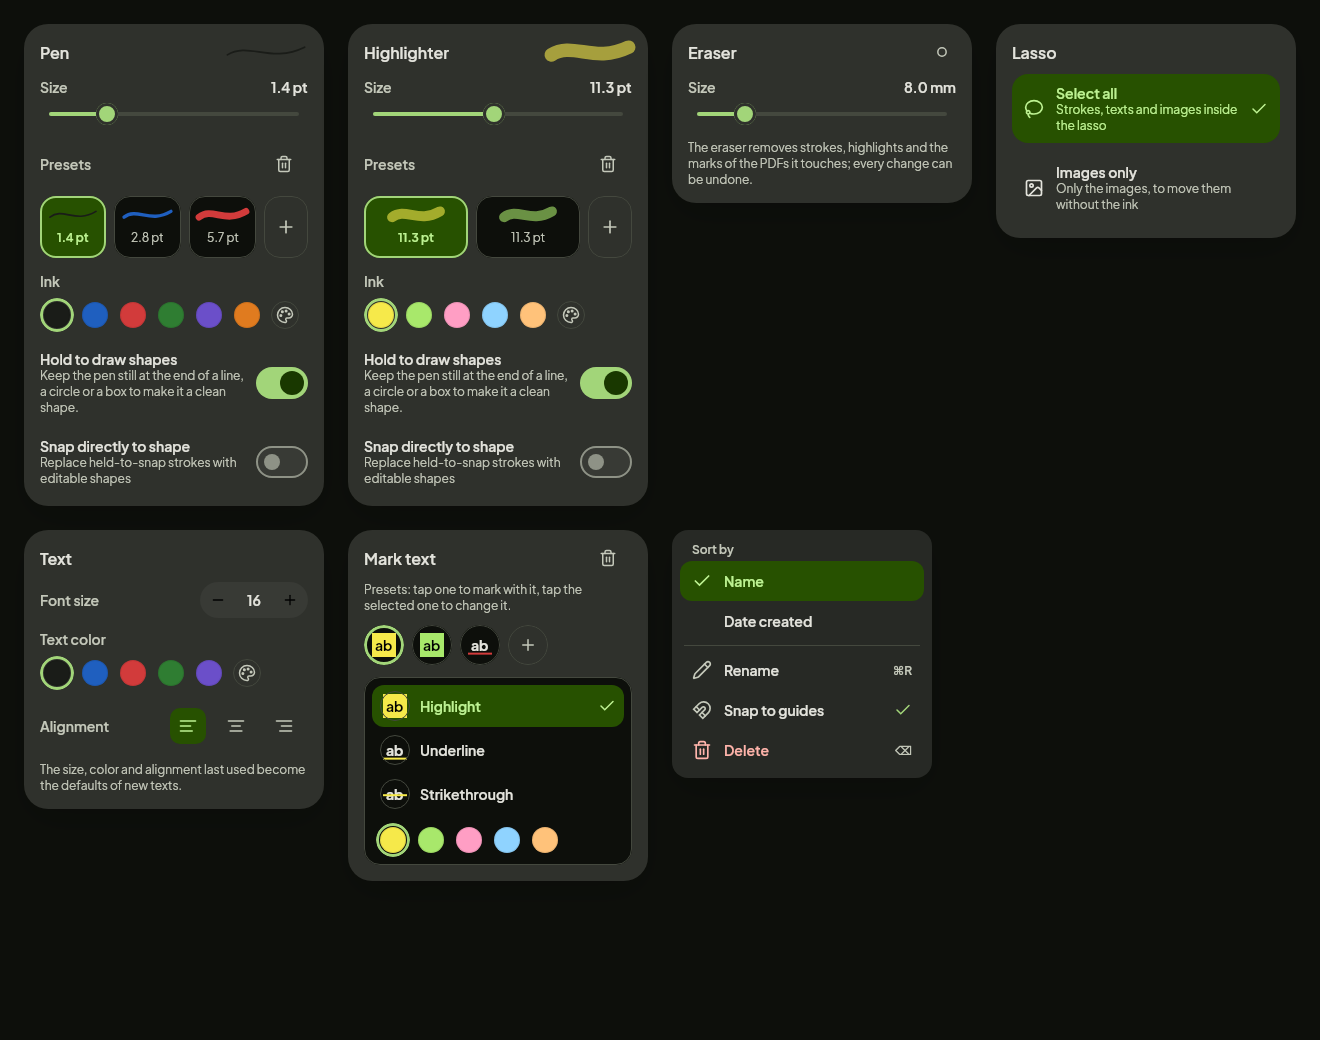 Pen
Size 1.4 pt
Presets
1.4 pt 2.8 pt 5.7 pt
Ink
Hold to draw shapes
Keep the pen still at the end of a line,
a circle or a box to make it a clean
shape.
Snap directly to shape
Replace held-to-snap strokes with
editable shapes
Highlighter
Size 11.3 pt
Presets
11.3 pt 11.3 pt
Ink
Hold to draw shapes
Keep the pen still at the end of a line,
a circle or a box to make it a clean
shape.
Snap directly to shape
Replace held-to-snap strokes with
editable shapes
Eraser
Size 8.0 mm
The eraser removes strokes, highlights and the
marks of the PDFs it touches; every change can
be undone.
Lasso
Select all
Strokes, texts and images inside
the lasso
Images only
Only the images, to move them
without the ink
Text
Font size − 16 +
Text color
Alignment
The size, color and alignment last used become
the defaults of new texts.
Mark text
Presets: tap one to mark with it, tap the
selected one to change it.
ab ab ab
ab Highlight
ab Underline
ab Strikethrough
Sort by
Name
Date created
Rename ⌘R
Snap to guides
Delete ⌫